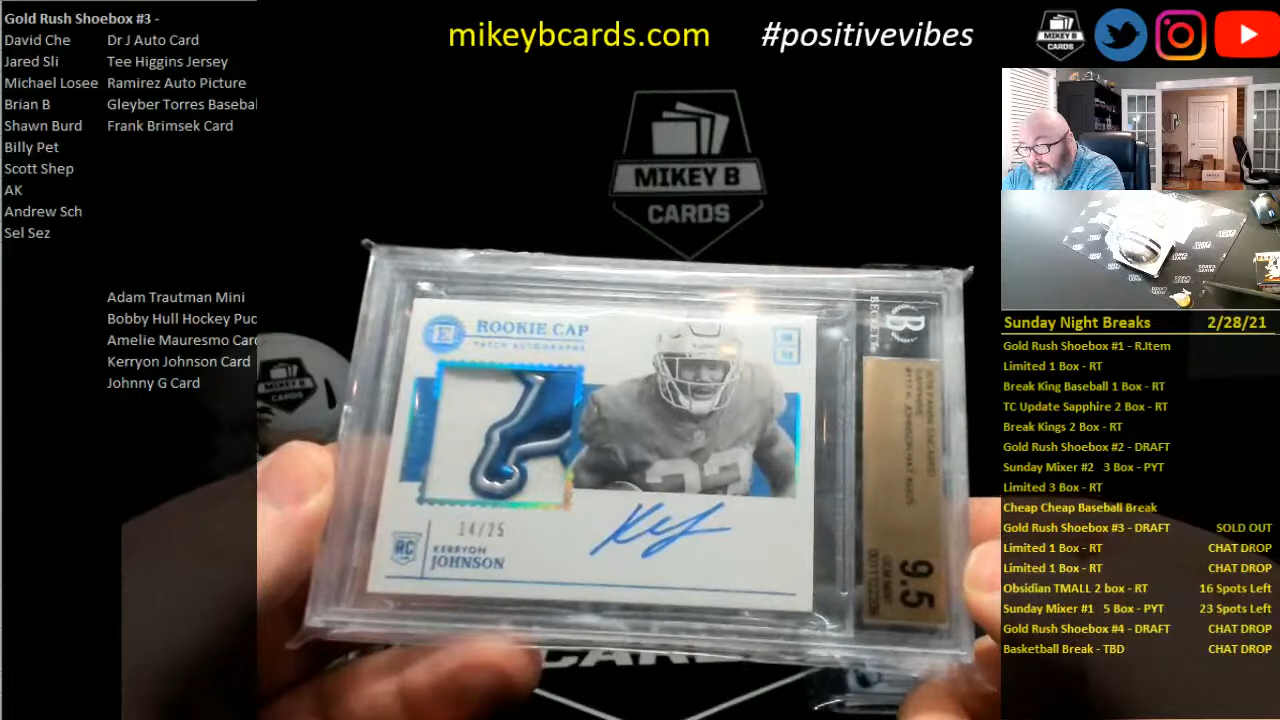 Gold Rush Shoebox #3 -
David Che Dr J Auto Card
Jared Sli Tee Higgins Jersey
Michael Losee Ramirez Auto Picture
Brian B Gleyber Torres Basebal
Shawn Burd Frank Brimsek Card
Billy Pet
Scott Shep
AK
Andrew Sch
Sel Sez
Adam Trautman Mini
Bobby Hull Hockey Puc
Amelie Mauresmo Card
Kerryon Johnson Card
Johnny G Card
mikeybcards.com #positivevibes
MIKEY B
CARDS
MIKEY B
CARDS
E
ROOKIE CAP
PATCH AUTOGRAPHS
14/25
RC
KERRYON
JOHNSON
B
BECKETT
GEM MINT
9.5
Sunday Night Breaks 2/28/21
Gold Rush Shoebox #1 - R.Item
Limited 1 Box - RT
Break King Baseball 1 Box - RT
TC Update Sapphire 2 Box - RT
Break Kings 2 Box - RT
Gold Rush Shoebox #2 - DRAFT
Sunday Mixer #2 3 Box - PYT
Limited 3 Box - RT
Cheap Cheap Baseball Break
Gold Rush Shoebox #3 - DRAFT SOLD OUT
Limited 1 Box - RT CHAT DROP
Limited 1 Box - RT CHAT DROP
Obsidian TMALL 2 box - RT 16 Spots Left
Sunday Mixer #1 5 Box - PYT 23 Spots Left
Gold Rush Shoebox #4 - DRAFT CHAT DROP
Basketball Break - TBD CHAT DROP